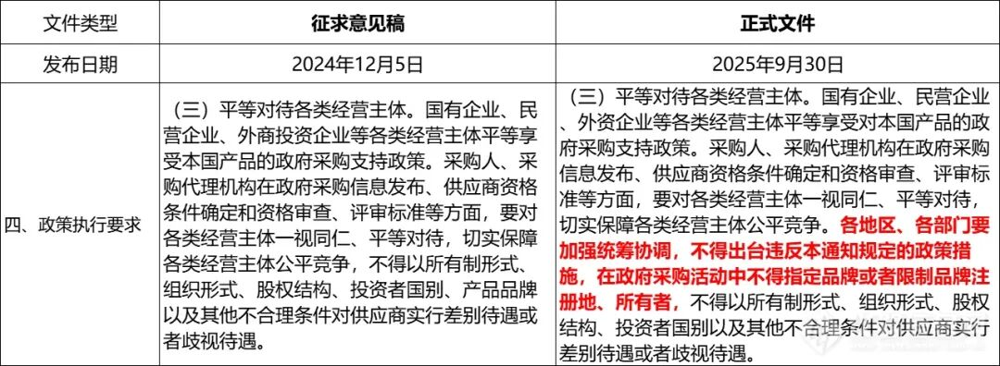 文件类型
征求意见稿
正式文件
发布日期
2024年12月5日
2025年9月30日
四、政策执行要求
（三）平等对待各类经营主体。国有企业、民
营企业、外商投资企业等各类经营主体平等享
受本国产品的政府采购支持政策。采购人、采
购代理机构在政府采购信息发布、供应商资格
条件确定和资格审查、评审标准等方面，要对
各类经营主体一视同仁、平等对待，切实保障
各类经营主体公平竞争，不得以所有制形式、
组织形式、股权结构、投资者国别、产品品牌
以及其他不合理条件对供应商实行差别待遇或
者歧视待遇。
（三）平等对待各类经营主体。国有企业、民营企业
、外资企业等各类经营主体平等享受对本国产品的政
府采购支持政策。采购人、采购代理机构在政府采购
信息发布、供应商资格条件确定和资格审查、评审标
准等方面，要对各类经营主体一视同仁、平等对待，
切实保障各类经营主体公平竞争。各地区、各部门要
加强统筹协调，不得出台违反本通知规定的政策措
施，在政府采购活动中不得指定品牌或者限制品牌注
册地、所有者，不得以所有制形式、组织形式、股权
结构、投资者国别以及其他不合理条件对供应商实行
差别待遇或者歧视待遇。